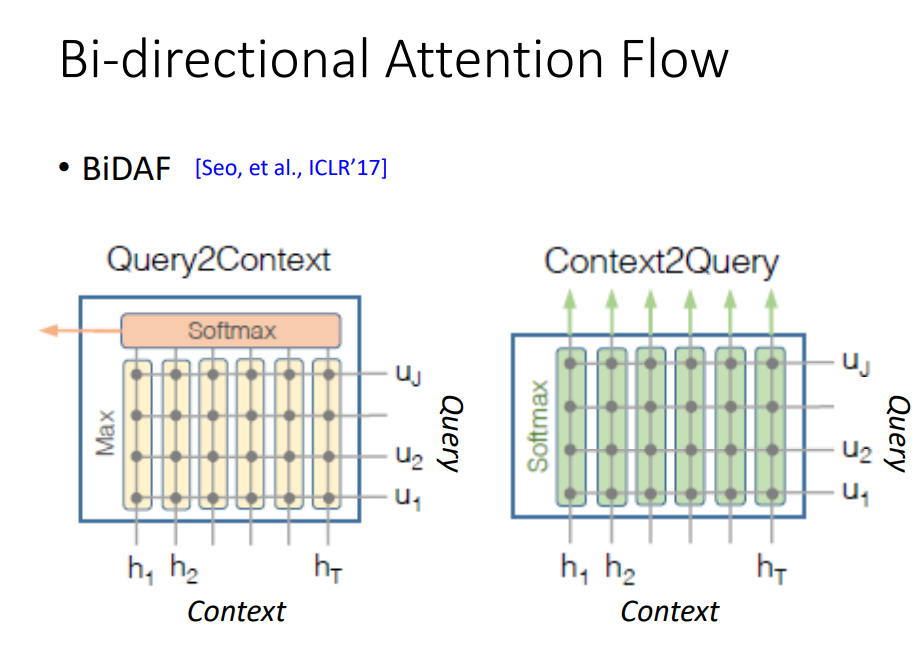 Bi-directional Attention Flow
• BiDAF [Seo, et al., ICLR'17]
Query2Context
Softmax
Max
u_J
u_2
u_1
Query
h_1 h_2 h_T
Context
Context2Query
Softmax
u_J
u_2
u_1
Query
h_1 h_2 h_T
Context